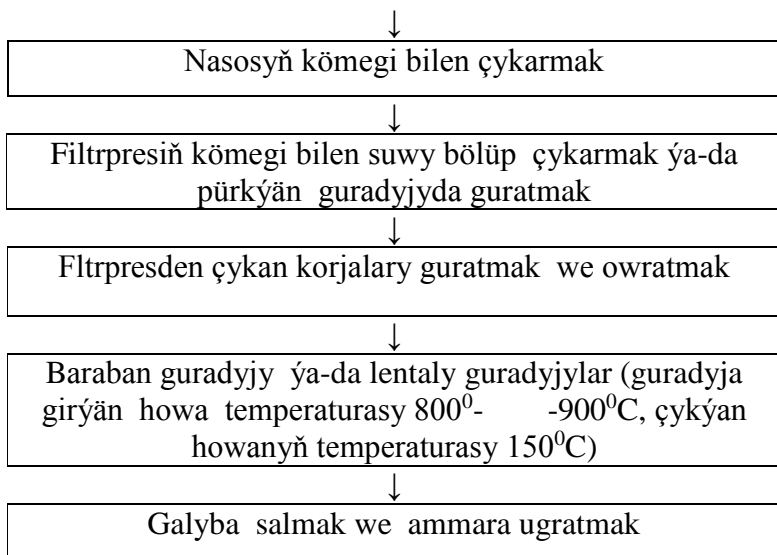 ↓
Nasosyň kömegi bilen çykarmak
↓
Filtrpresiň kömegi bilen suwy bölüp çykarmak ýa-da
pürkýän guradyjyda guratmak
↓
Fltrpresden çykan korjalary guratmak we owratmak
↓
Baraban guradyjy ýa-da lentaly guradyjylar (guradyja
girýän howa temperaturasy 800⁰- -900⁰C, çykýan
howanyň temperaturasy 150⁰C)
↓
Galyba salmak we ammara ugratmak